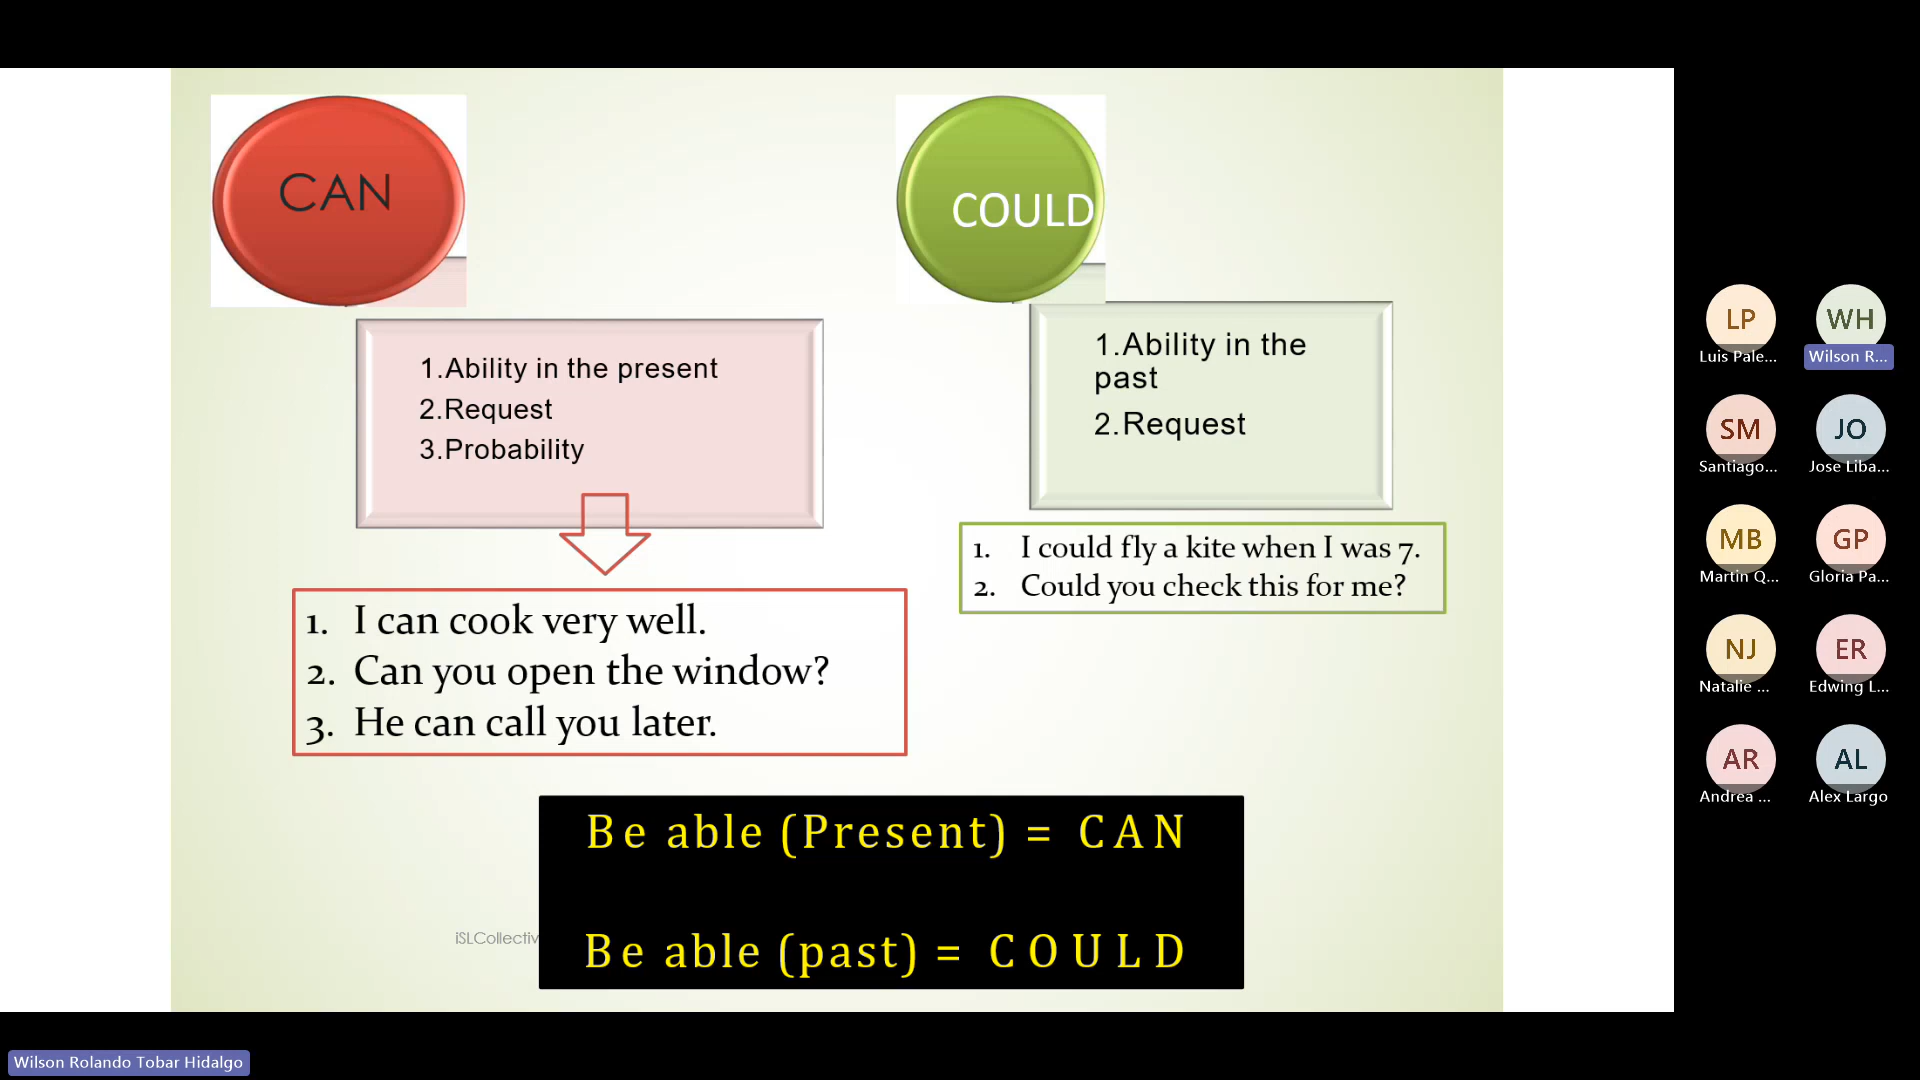 CAN
COULD
1.Ability in the present
2.Request
3.Probability
1.Ability in the
past
2.Request
1. I could fly a kite when I was 7.
2. Could you check this for me?
1. I can cook very well.
2. Can you open the window?
3. He can call you later.
Be able (Present) = CAN
Be able (past) = COULD
iSLCollectiv
LP
Luis Pale...
WH
Wilson R...
SM
Santiago...
JO
Jose Liba...
MB
Martin Q...
GP
Gloria Pa...
NJ
Natalie ...
ER
Edwing L...
AR
Andrea ...
AL
Alex Largo
Wilson Rolando Tobar Hidalgo